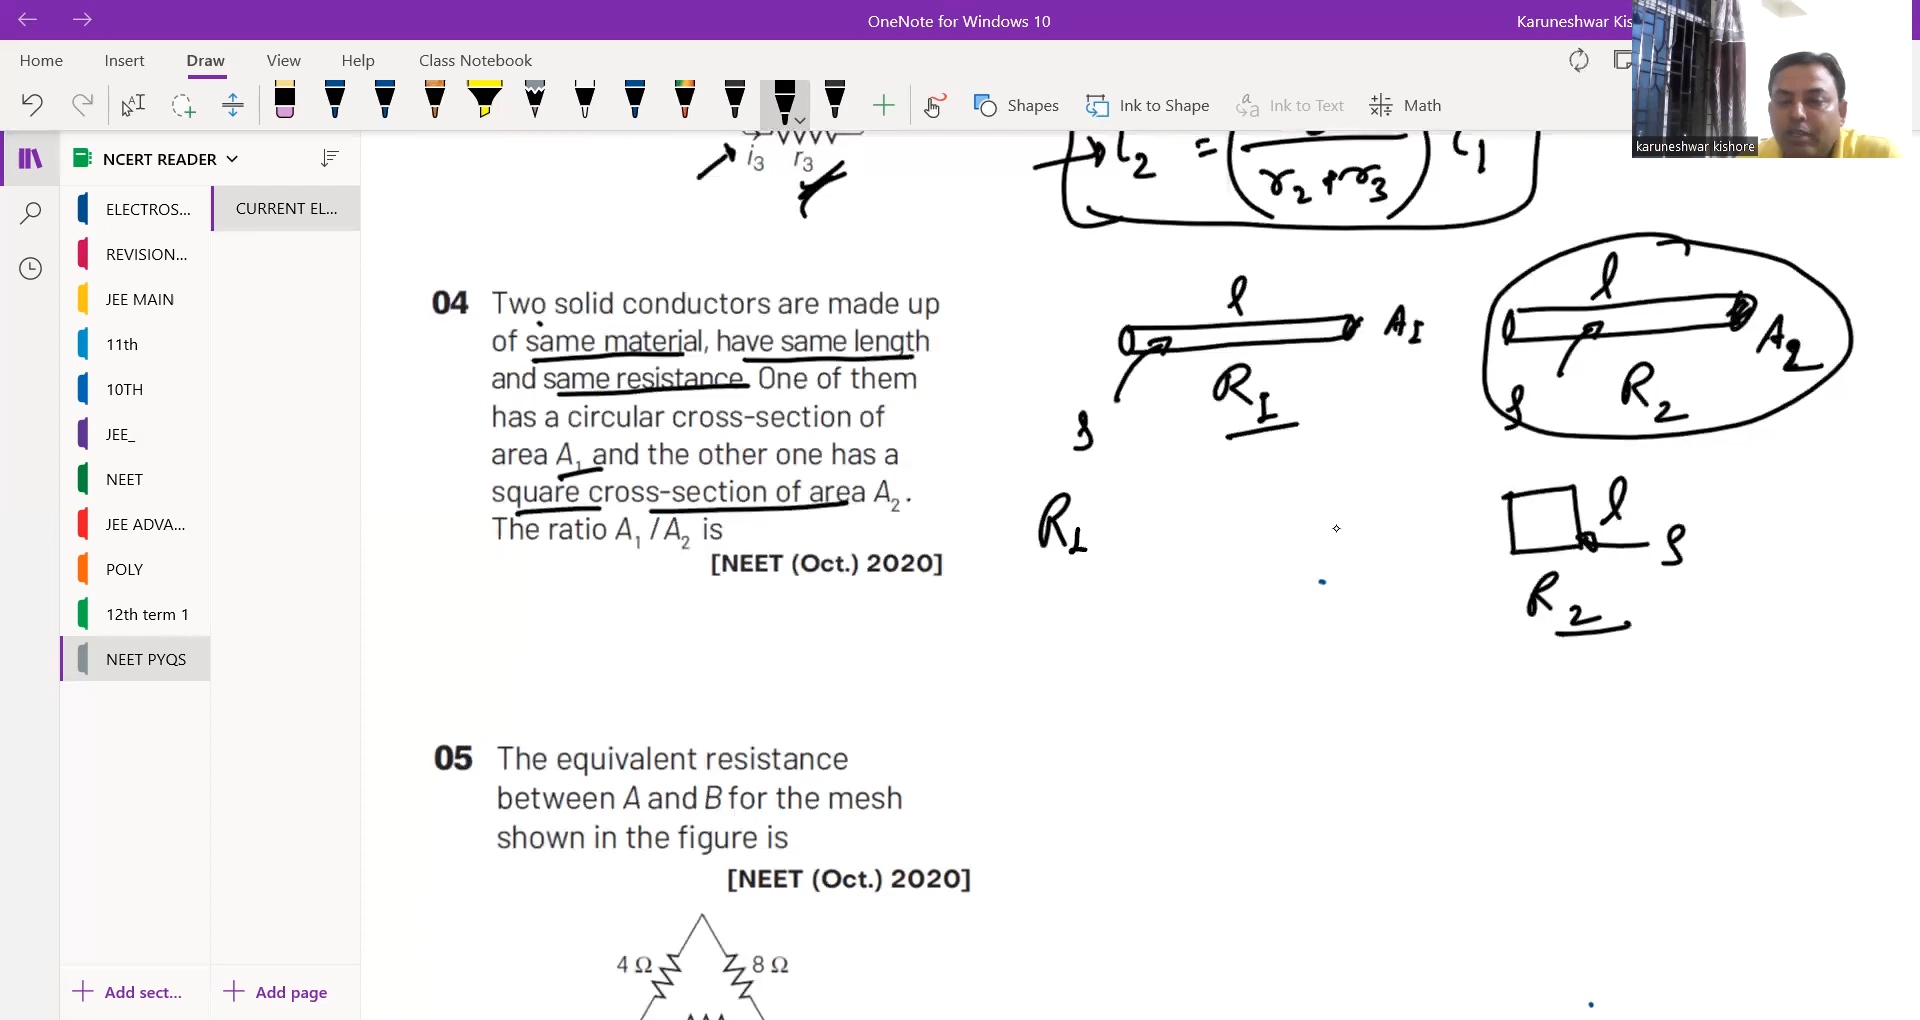 OneNote for Windows 10
Karuneshwar Kis
Home Insert Draw View Help Class Notebook
Shapes Ink to Shape Ink to Text Math
karuneshwar kishore
NCERT READER
ELECTROS...
REVISION...
JEE MAIN
11th
10TH
JEE_
NEET
JEE ADVA...
POLY
12th term 1
NEET PYQS
Add sect...
CURRENT EL...
Add page
i₃ r₃
i₂ = ( / r₂ + r₃ ) i₁
04 Two solid conductors are made up
of same material, have same length
and same resistance. One of them
has a circular cross-section of
area A₁ and the other one has a
square cross-section of area A₂.
The ratio A₁ / A₂ is
[NEET (Oct.) 2020]
l A₁
R₁
ρ
l A₂
R₂
ρ
R₁
l
ρ
R₂
05 The equivalent resistance
between A and B for the mesh
shown in the figure is
[NEET (Oct.) 2020]
4 Ω 8 Ω